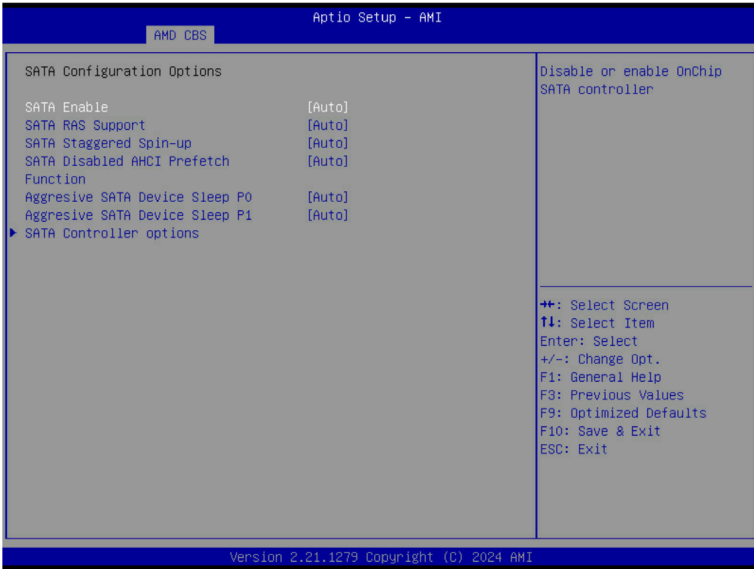 Aptio Setup – AMI
AMD CBS
SATA Configuration Options
SATA Enable [Auto]
SATA RAS Support [Auto]
SATA Staggered Spin-up [Auto]
SATA Disabled AHCI Prefetch [Auto]
Function
Aggresive SATA Device Sleep P0 [Auto]
Aggresive SATA Device Sleep P1 [Auto]
▶ SATA Controller options
Disable or enable OnChip
SATA controller
→←: Select Screen
↑↓: Select Item
Enter: Select
+/-: Change Opt.
F1: General Help
F3: Previous Values
F9: Optimized Defaults
F10: Save & Exit
ESC: Exit
Version 2.21.1279 Copyright (C) 2024 AMI